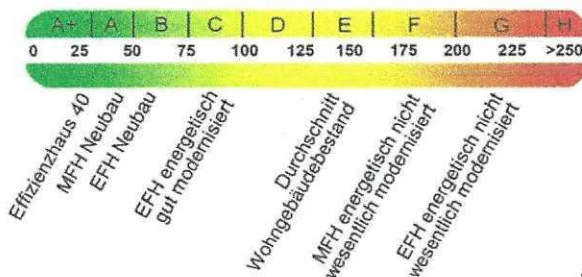 A+ A B C D E F G H
0 25 50 75 100 125 150 175 200 225 >250
Effizienzhaus 40
MFH Neubau
EFH Neubau
EFH energetisch
gut modernisiert
Durchschnitt
Wohngebäudebestand
MFH energetisch nicht
wesentlich modernisiert
EFH energetisch nicht
wesentlich modernisiert